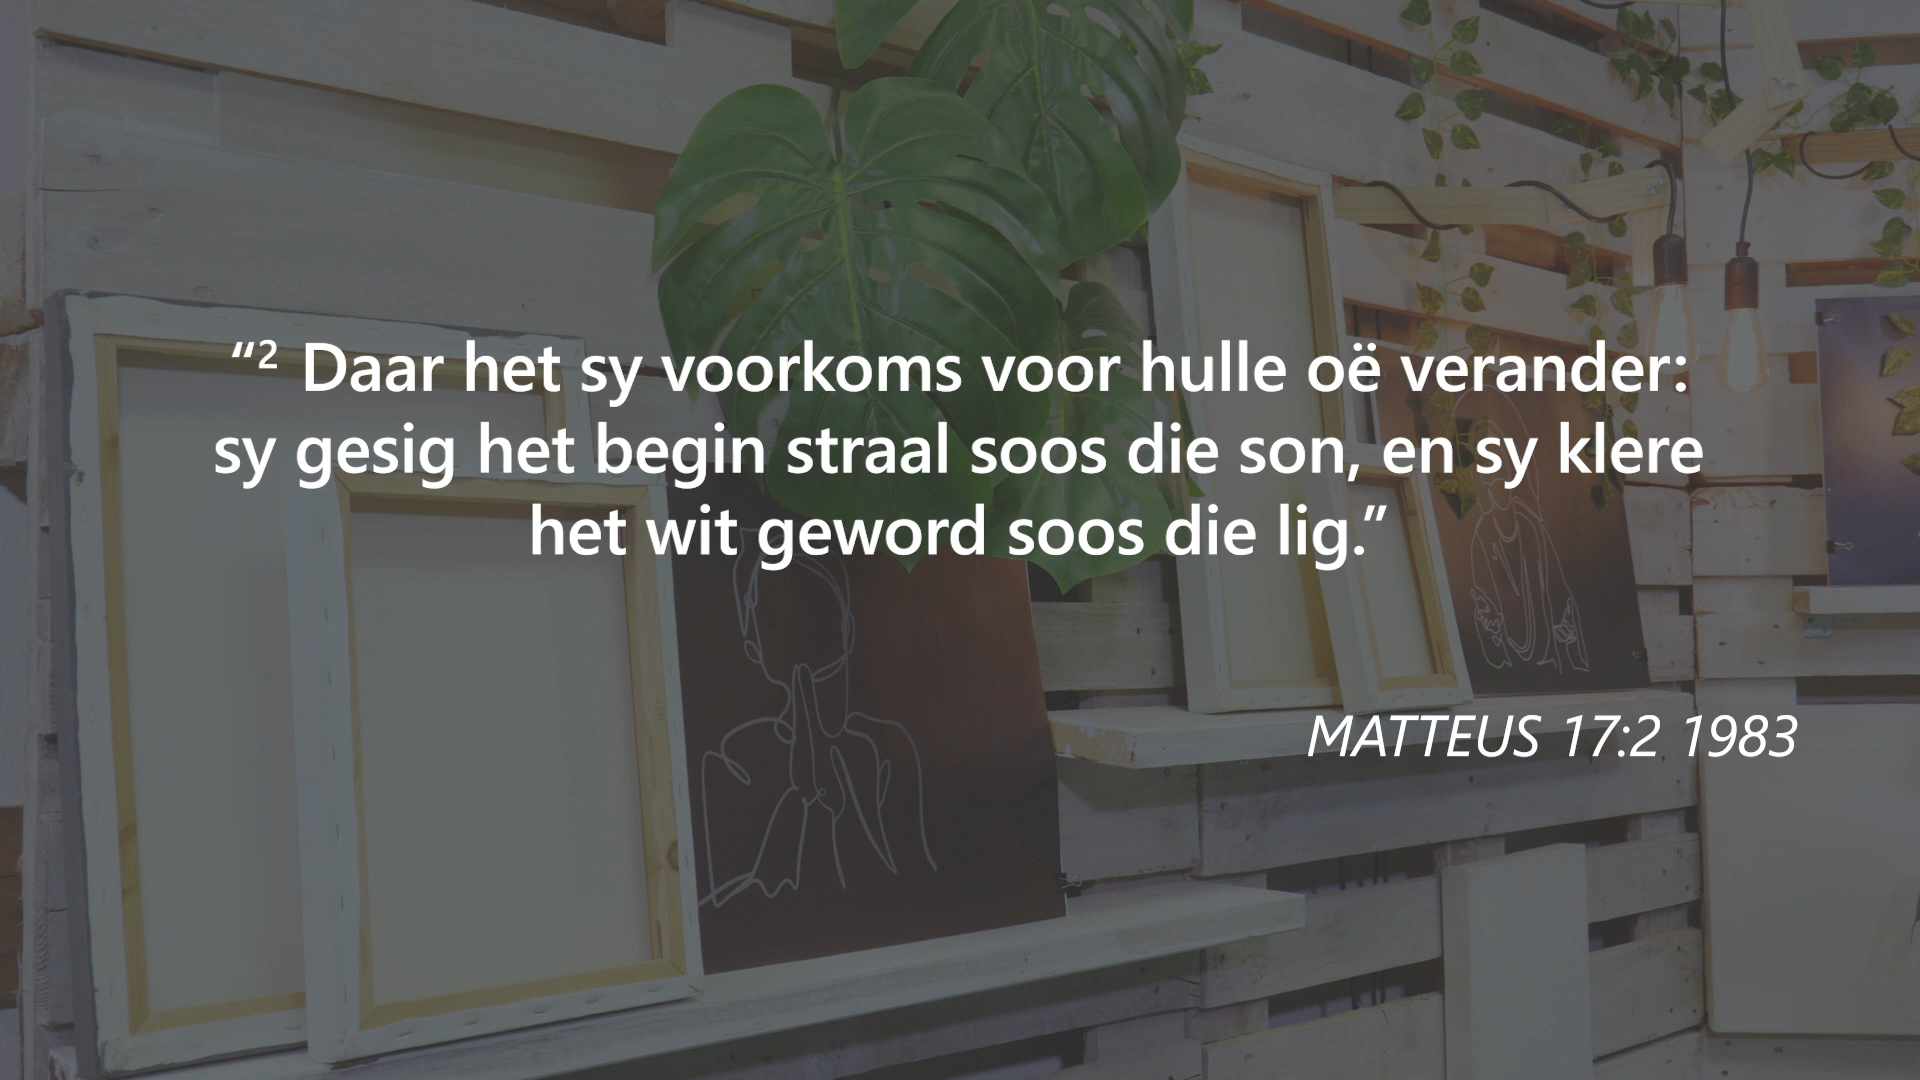 “² Daar het sy voorkoms voor hulle oë verander:
sy gesig het begin straal soos die son, en sy klere
het wit geword soos die lig.”
MATTEUS 17:2 1983